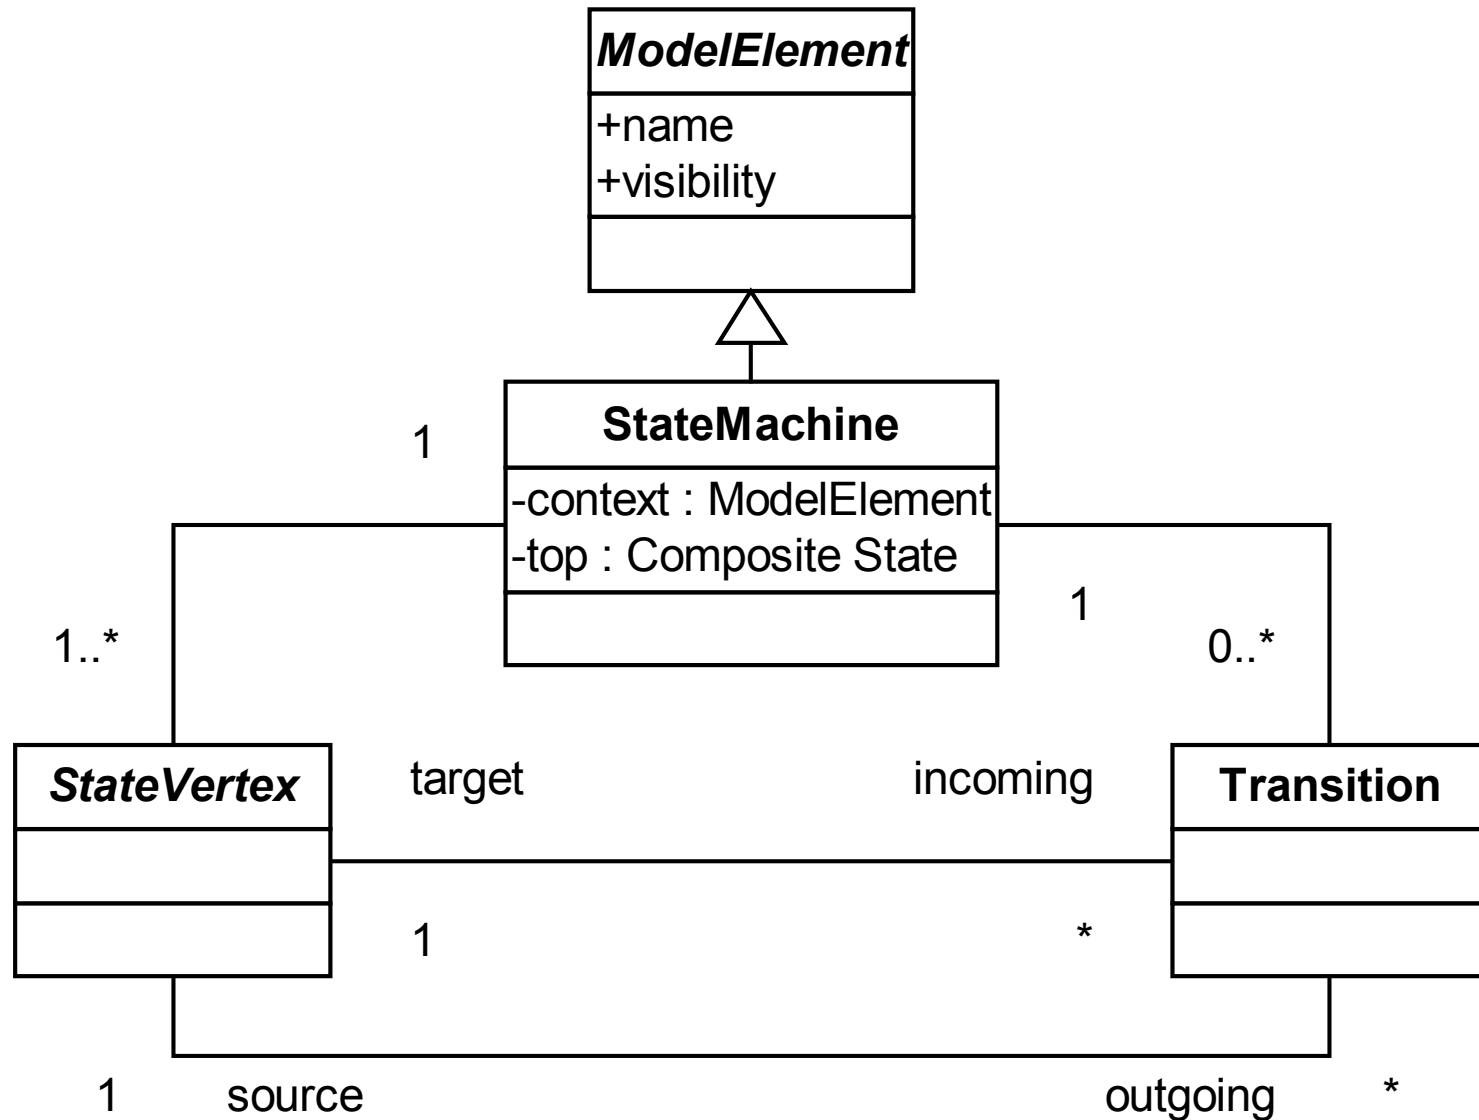 ModelElement
+name
+visibility
StateMachine
1
-context : ModelElement
-top : Composite State
1
1..*
0..*
StateVertex
target
incoming
Transition
1
*
1
source
outgoing
*